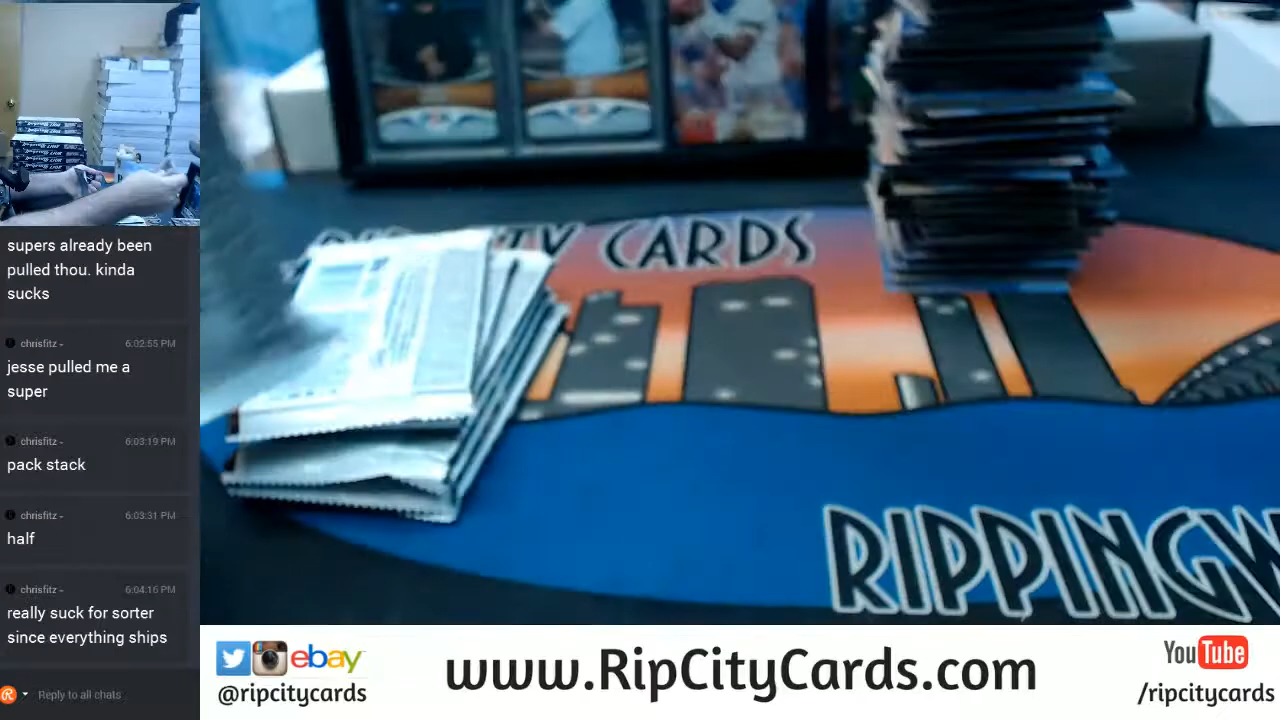 supers already been
pulled thou. kinda
sucks
chrisfitz - 6:02:55 PM
jesse pulled me a
super
chrisfitz - 6:03:19 PM
pack stack
chrisfitz - 6:03:31 PM
half
chrisfitz - 6:04:16 PM
really suck for sorter
since everything ships
Reply to all chats
CITY CARDS
RIPPINGW
ebay
@ripcitycards
www.RipCityCards.com
YouTube
/ripcitycards